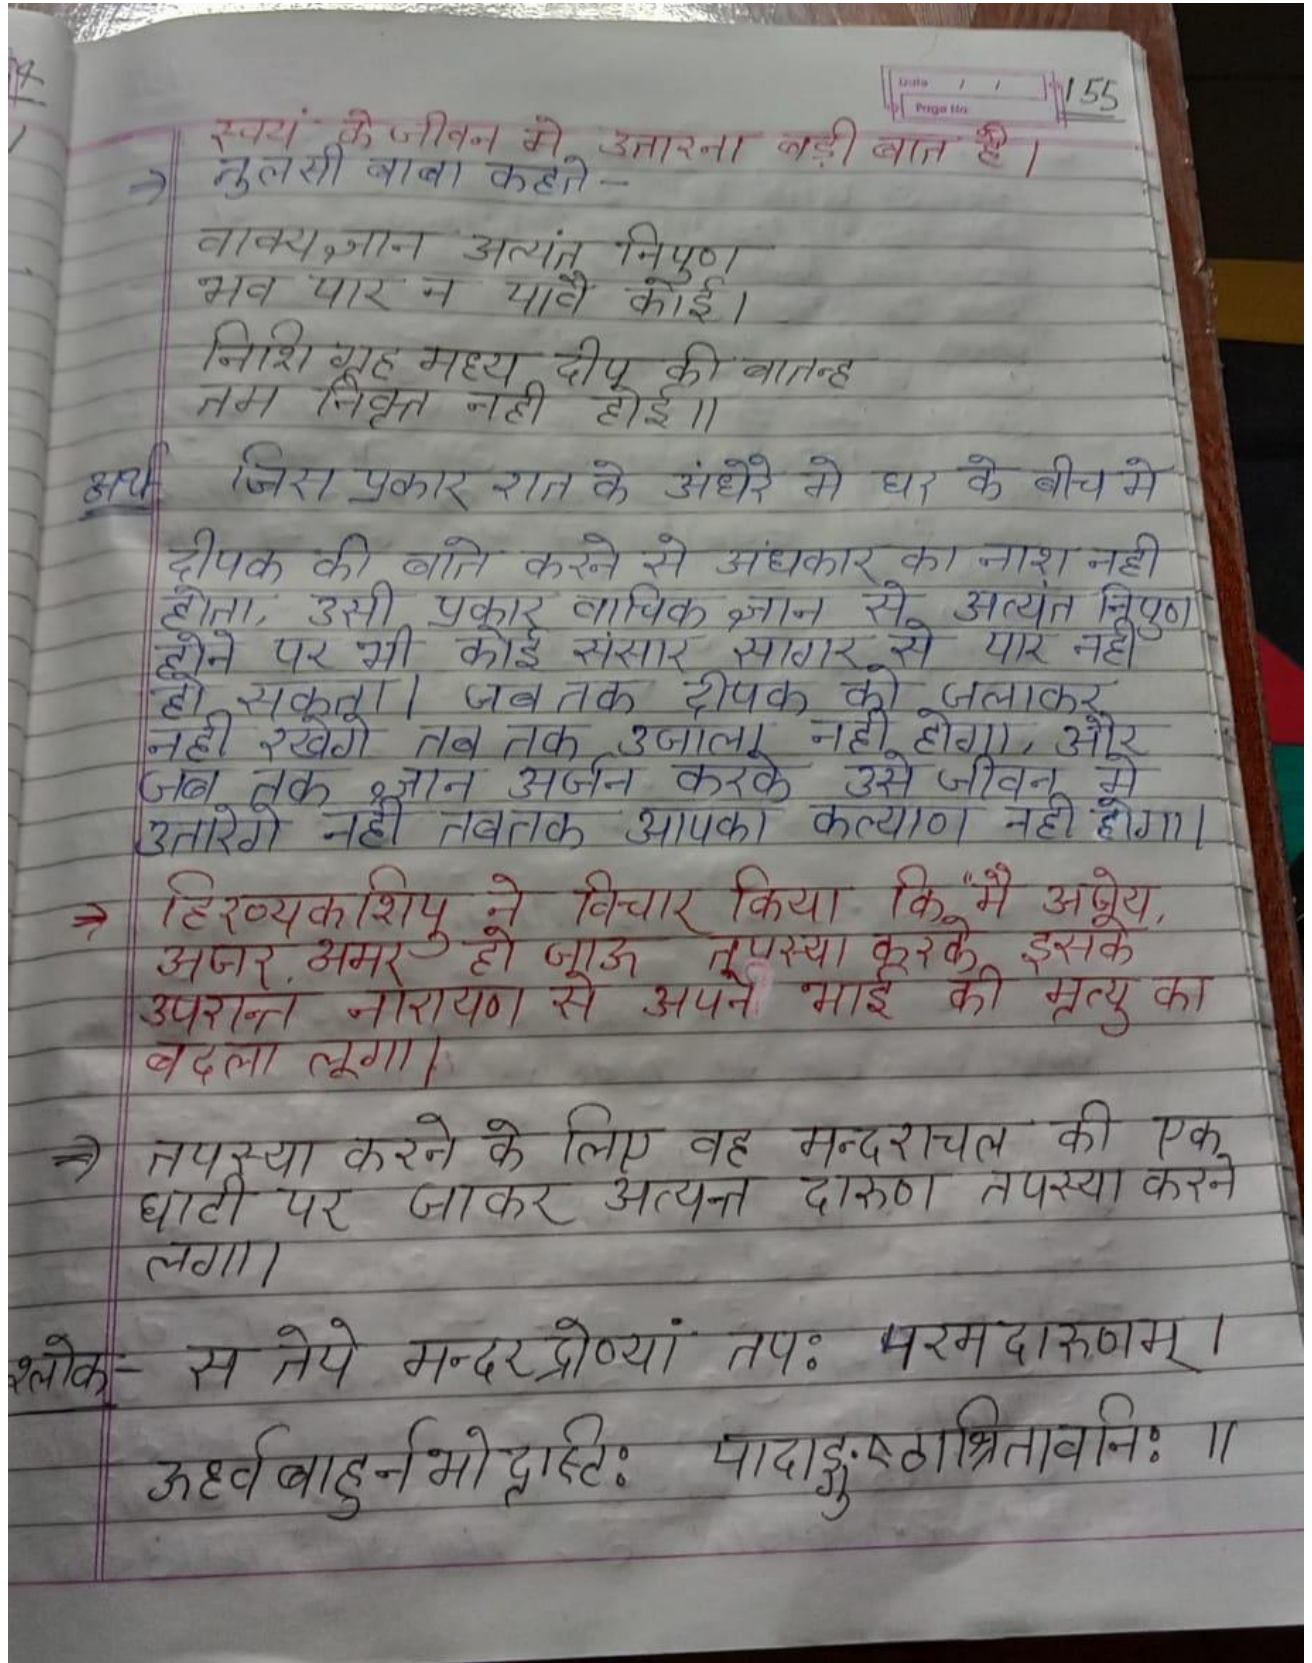 Date / /
Page No.
155
स्वयं के जीवन मे उतारना बड़ी बात है।
→ तुलसी बाबा कहते -
वाक्य ज्ञान अत्यंत निपुण
भव पार न पावै कोई।
निशि गृह मध्य दीप की बातन्ह
तम निवृत्त नही होई॥
अर्थ जिस प्रकार रात के अंधेरे मे घर के बीच मे
दीपक की बाते करने से अंधकार का नाश नही
होता, उसी प्रकार वाचिक ज्ञान से अत्यंत निपुण
होने पर भी कोई संसार सागर से पार नही
हो सकता। जब तक दीपक को जलाकर
नही रखेगे तब तक उजाला नही होगा, और
जब तक ज्ञान अर्जन करके उसे जीवन मे
उतारेगे नही तबतक आपका कल्याण नही होगा।
⇒ हिरण्यकशिपु ने विचार किया कि "मै अजेय,
अजर, अमर हो जाऊ तपस्या करके इसके
उपरान्त नारायण से अपने भाई की मृत्यु का
बदला लूगा।
⇒ तपस्या करने के लिए वह मन्दराचल की एक
घाटी पर जाकर अत्यन्त दारुण तपस्या करने
लगा।
श्लोक:- स तेपे मन्दरद्रोण्यां तपः परमदारुणम्।
ऊर्ध्वबाहुर्नभोदृष्टिः पादाङ्गुष्ठाश्रितावनिः ॥